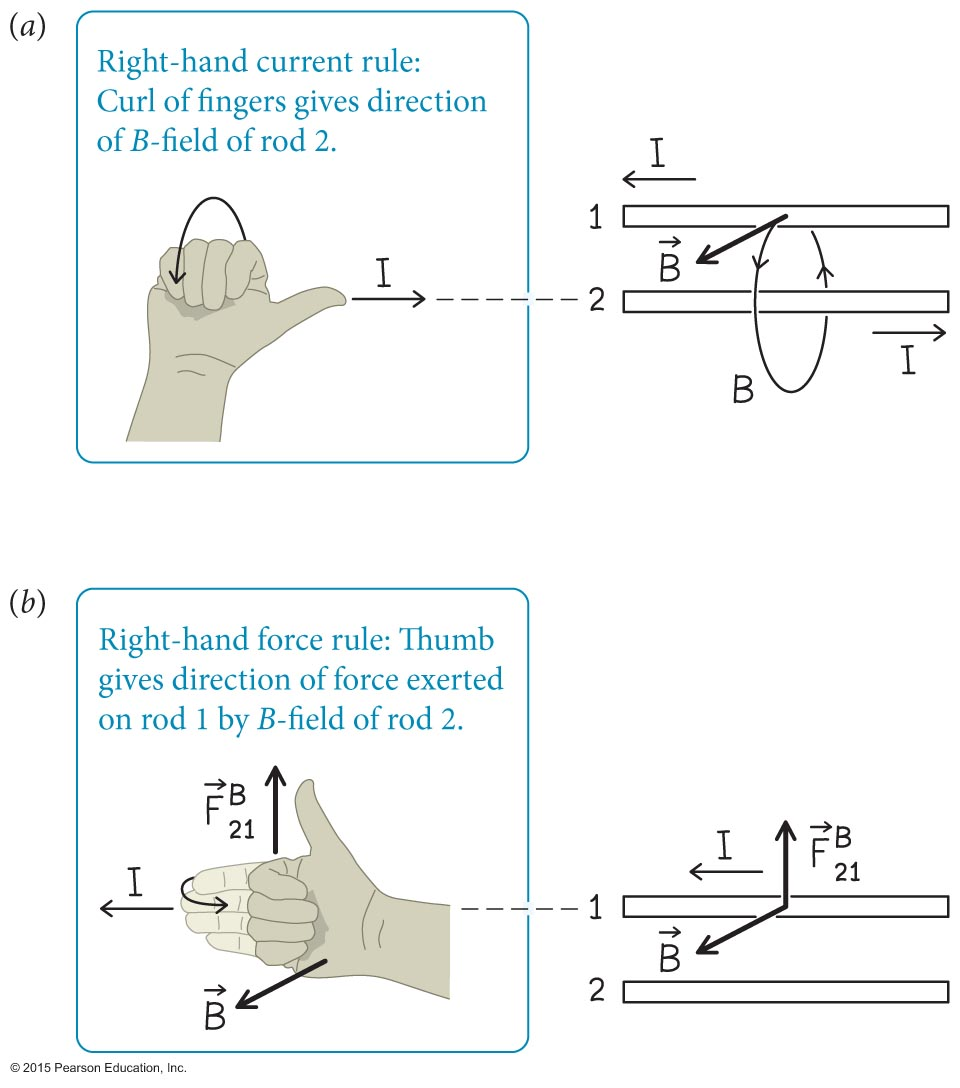 (a)
Right-hand current rule:
Curl of fingers gives direction
of B-field of rod 2.
I
I
1
B
2
I
B
(b)
Right-hand force rule: Thumb
gives direction of force exerted
on rod 1 by B-field of rod 2.
F B 21
I
B
I
F B 21
1
B
2
© 2015 Pearson Education, Inc.